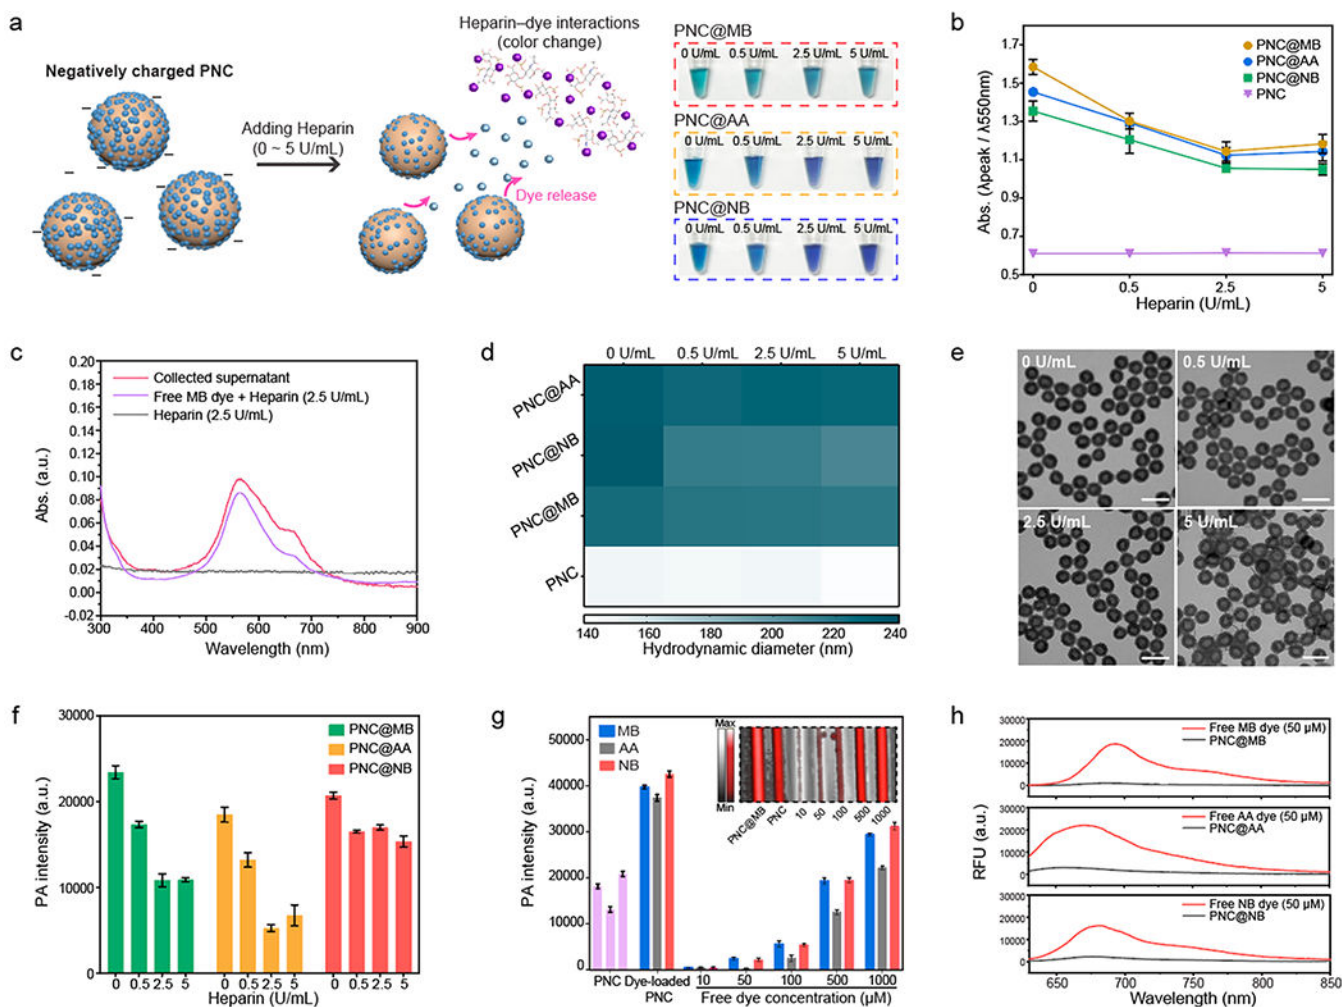 a
Negatively charged PNC
Adding Heparin
(0 ~ 5 U/mL)
Heparin–dye interactions
(color change)
Dye release
PNC@MB
0 U/mL 0.5 U/mL 2.5 U/mL 5 U/mL
PNC@AA
0 U/mL 0.5 U/mL 2.5 U/mL 5 U/mL
PNC@NB
0 U/mL 0.5 U/mL 2.5 U/mL 5 U/mL
b
Abs. (λpeak / λ550nm)
1.7
1.3
1.1
0.7
0.5
PNC@MB
PNC@AA
PNC@NB
PNC
0 0.5 2.5 5
Heparin (U/mL)
c
Abs. (a.u.)
0.20
0.18
0.16
0.14
0.12
0.10
0.08
0.06
0.04
0.02
0.00
-0.02
Collected supernatant
Free MB dye + Heparin (2.5 U/mL)
Heparin (2.5 U/mL)
300 400 500 600 700 800 900
Wavelength (nm)
d
0 U/mL 0.5 U/mL 2.5 U/mL 5 U/mL
PNC@AA
PNC@NB
PNC@MB
PNC
140 160 180 200 220 240
Hydrodynamic diameter (nm)
e
0 U/mL 0.5 U/mL
2.5 U/mL 5 U/mL
f
PA intensity (a.u.)
30000
20000
10000
0
PNC@MB
PNC@AA
PNC@NB
0 0.5 2.5 5 0 0.5 2.5 5 0 0.5 2.5 5
Heparin (U/mL)
g
PA intensity (a.u.)
50000
40000
30000
20000
10000
0
MB
AA
NB
Max
Min
PNC@MB PNC 10 50 100 500 1000
PNC Dye-loaded PNC 10 50 100 500 1000
Free dye concentration (µM)
h
RFU (a.u.)
30000
20000
10000
0
Free MB dye (50 µM)
PNC@MB
30000
20000
10000
0
Free AA dye (50 µM)
PNC@AA
30000
20000
10000
0
Free NB dye (50 µM)
PNC@NB
650 700 750 800 850
Wavelength (nm)